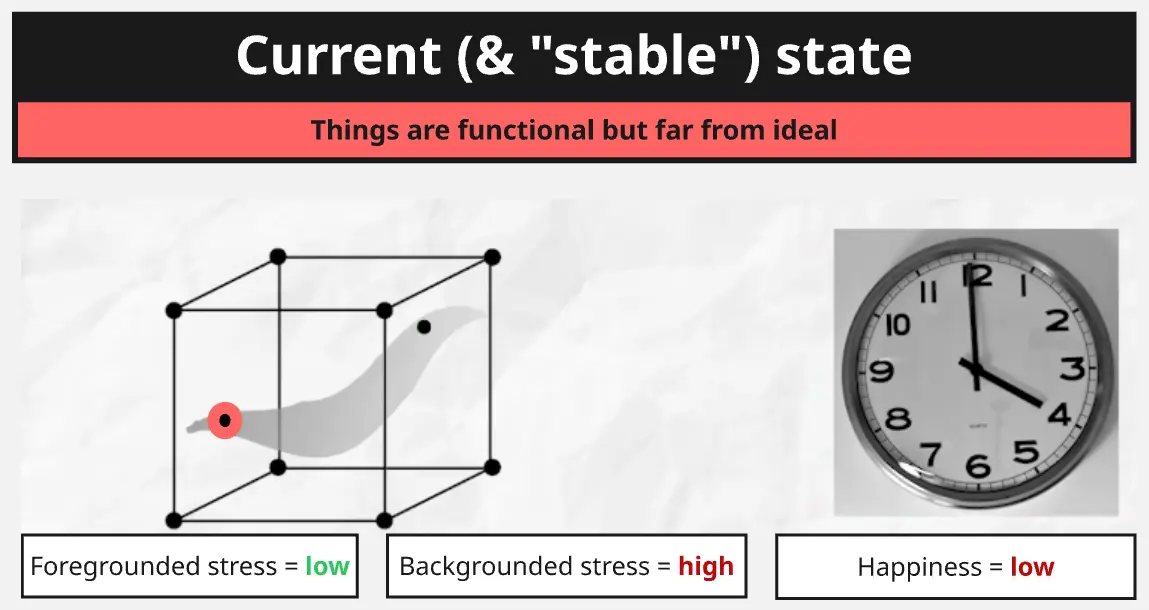 Current (& "stable") state
Things are functional but far from ideal
12
1
2
3
4
5
6
7
8
9
10
11
Foregrounded stress = low
Backgrounded stress = high
Happiness = low